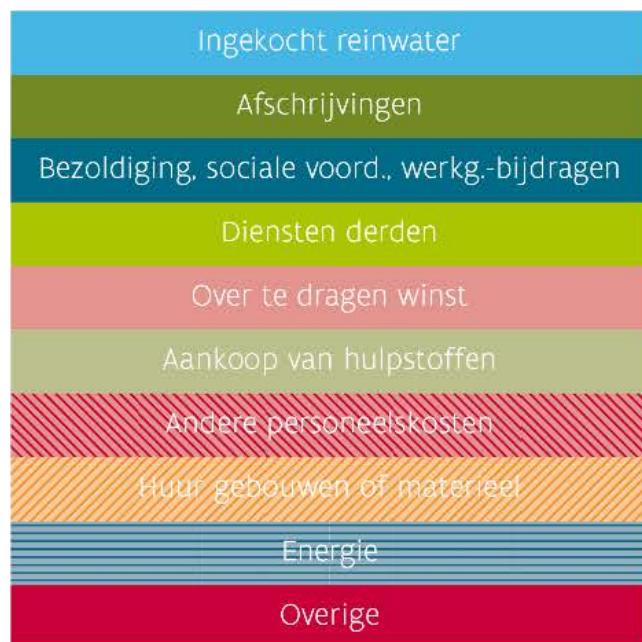 Ingekocht reinwater
Afschrijvingen
Bezoldiging, sociale voord., werkg.-bijdragen
Diensten derden
Over te dragen winst
Aankoop van hulpstoffen
Andere personeelskosten
Huur gebouwen of materieel
Energie
Overige